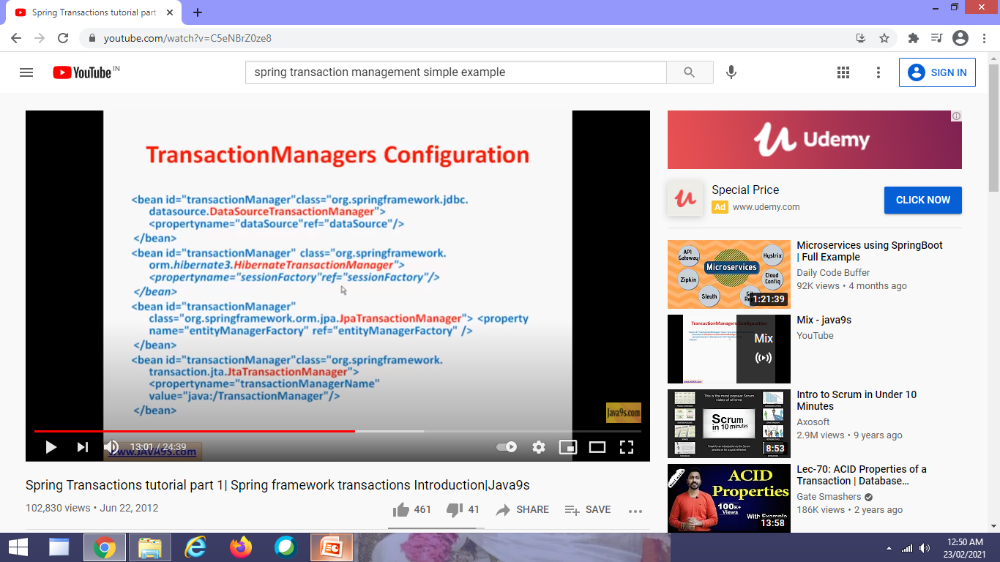 Spring Transactions tutorial part
youtube.com/watch?v=C5eNBrZ0ze8
YouTube IN
spring transaction management simple example
SIGN IN
TransactionManagers Configuration
<bean id="transactionManager"class="org.springframework.jdbc.
datasource.DataSourceTransactionManager">
<propertyname="dataSource"ref="dataSource"/>
</bean>
<bean id="transactionManager" class="org.springframework.
orm.hibernate3.HibernateTransactionManager">
<propertyname="sessionFactory"ref="sessionFactory"/>
</bean>
<bean id="transactionManager"
class="org.springframework.orm.jpa.JpaTransactionManager"> <property
name="entityManagerFactory" ref="entityManagerFactory" />
</bean>
<bean id="transactionManager"class="org.springframework.
transaction.jta.JtaTransactionManager">
<propertyname="transactionManagerName"
value="java:/TransactionManager"/>
</bean>
Java9s.com
13:01 / 24:39
www.JAVA9S.com
Spring Transactions tutorial part 1| Spring framework transactions Introduction|Java9s
102,830 views • Jun 22, 2012
461
41
SHARE
SAVE
Udemy
Special Price
Ad www.udemy.com
CLICK NOW
API
Gateway
Hystrix
Microservices
Zipkin
Cloud
Config
Sleuth
1:21:39
Microservices using SpringBoot
| Full Example
Daily Code Buffer
92K views • 4 months ago
TransactionManagers Configuration
Mix
Mix - java9s
YouTube
This is the most popular Scrum
video of all time.
Scrum
in 10 minutes
8:53
Intro to Scrum in Under 10
Minutes
Axosoft
2.9M views • 9 years ago
ACID
Properties
100K+
Views
With Example
13:58
Lec-70: ACID Properties of a
Transaction | Database...
Gate Smashers
186K views • 2 years ago
12:50 AM
23/02/2021